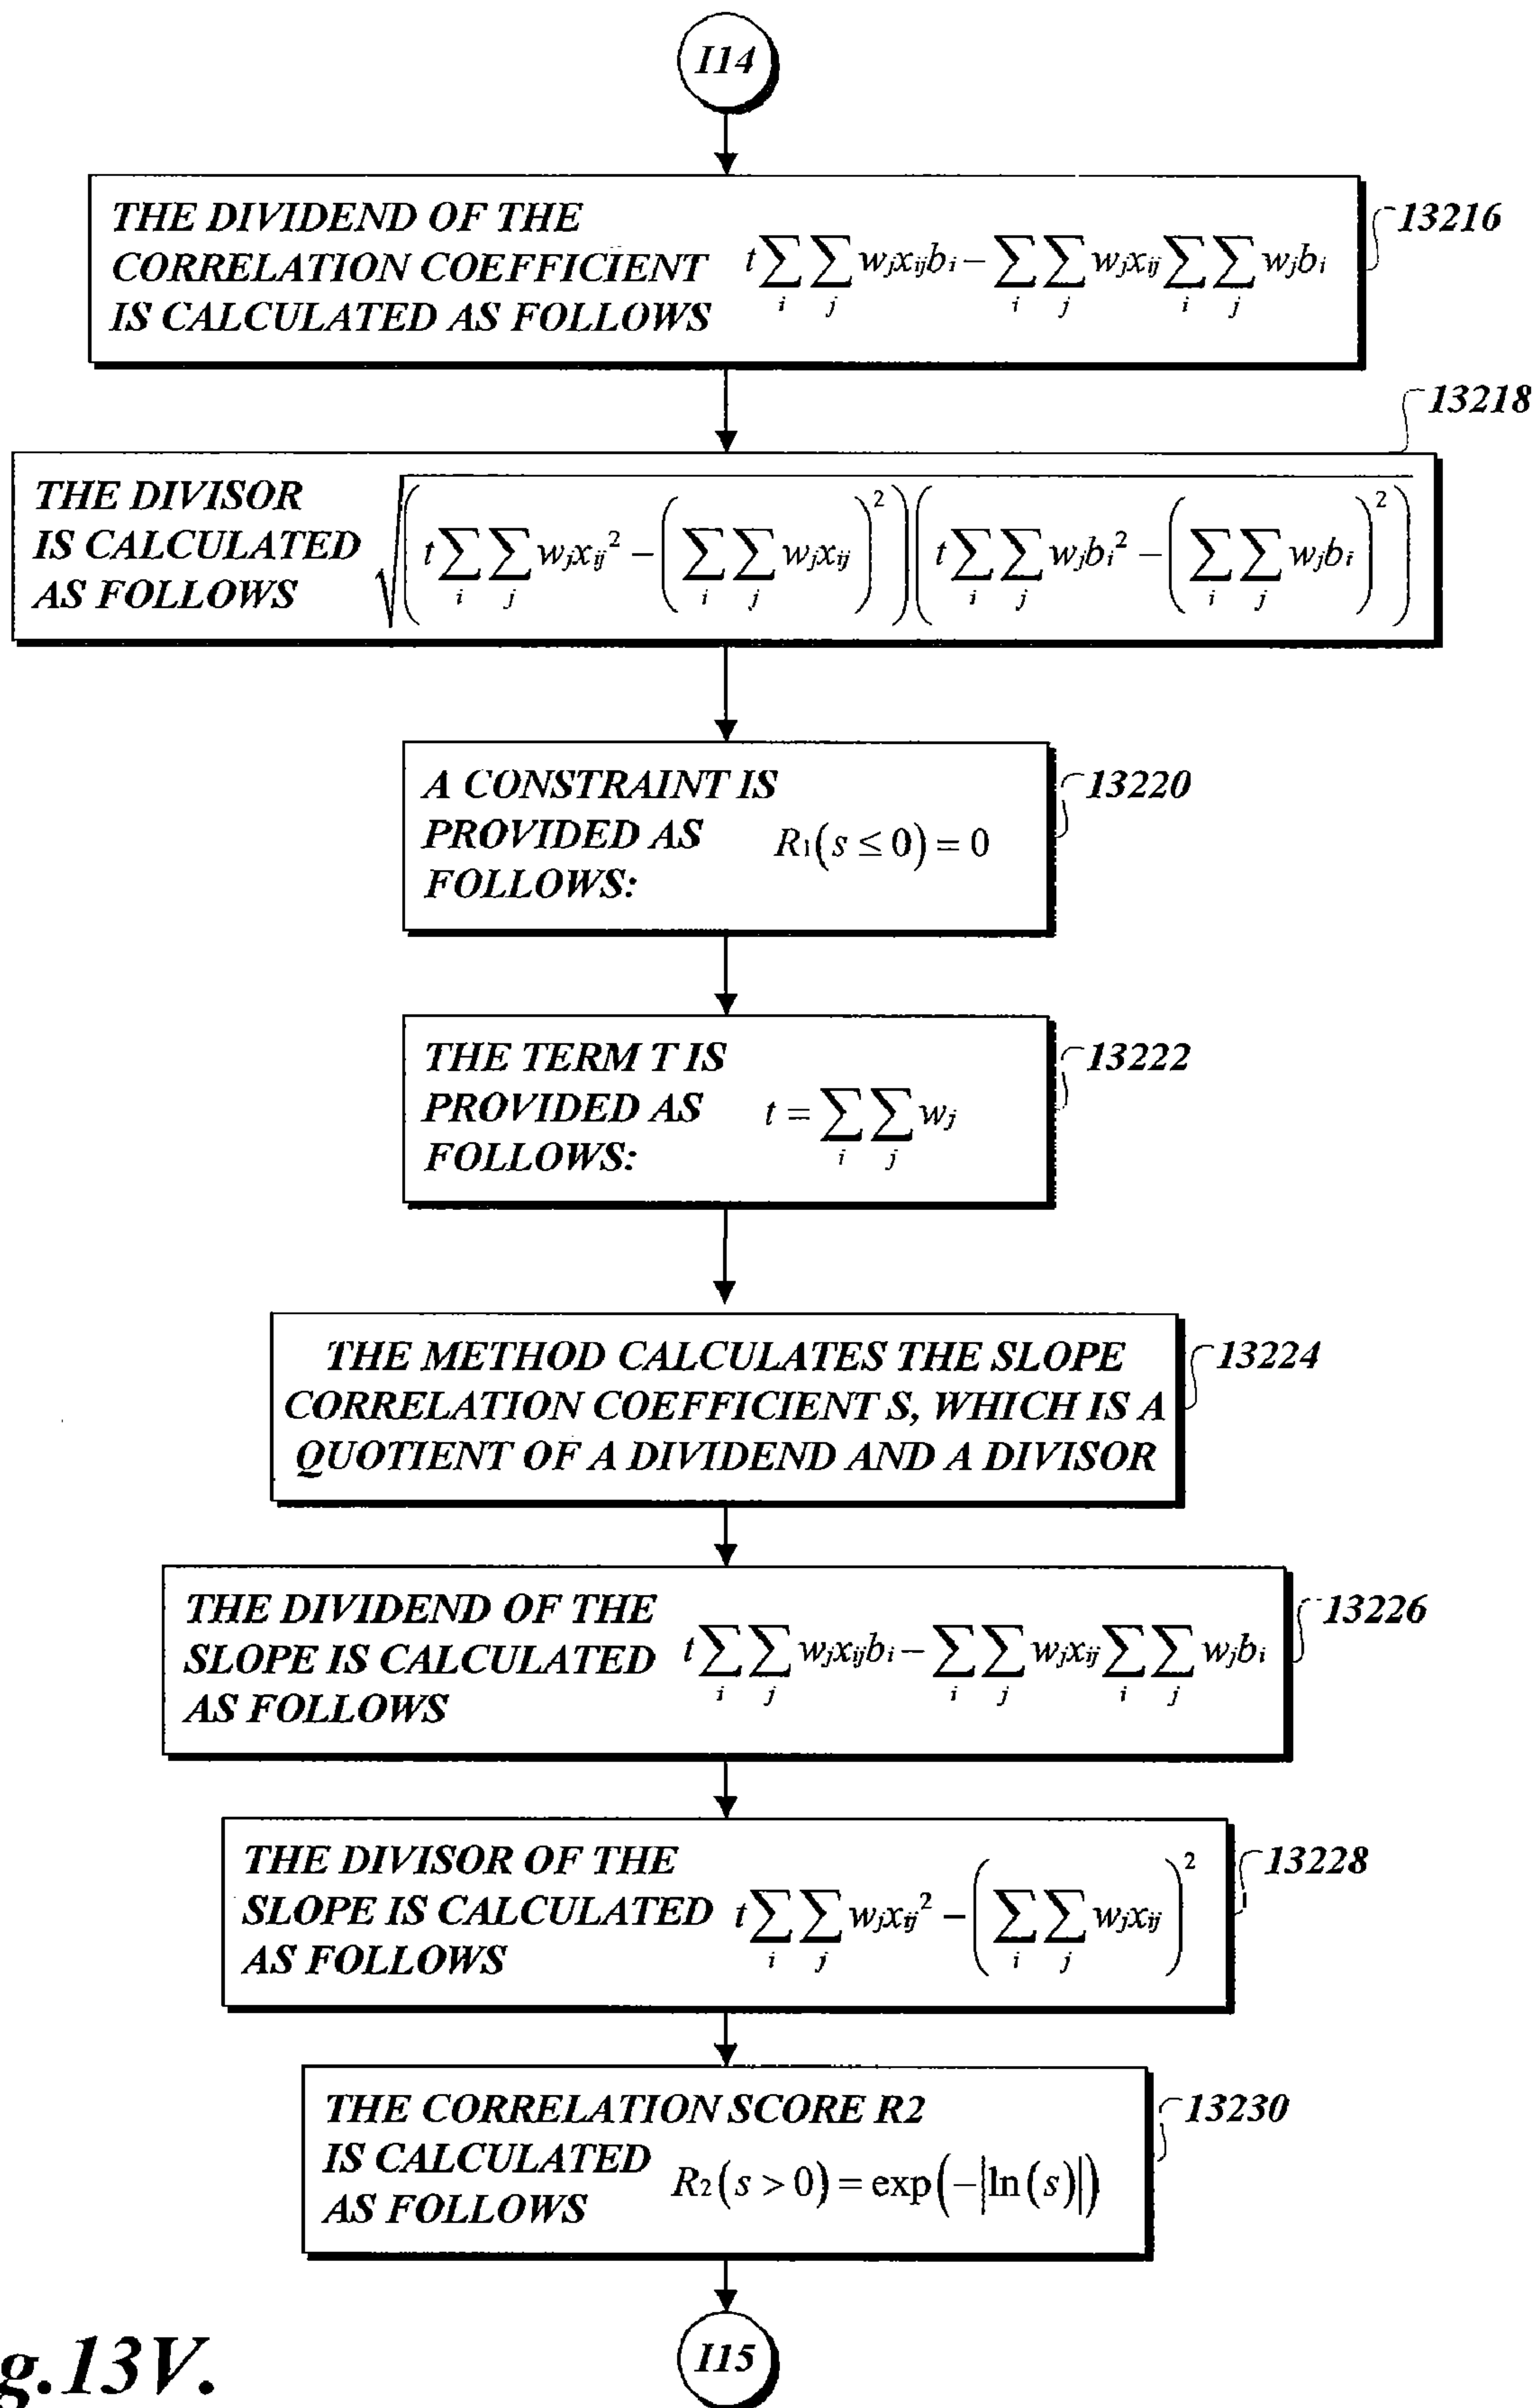 I14
THE DIVIDEND OF THE
CORRELATION COEFFICIENT
IS CALCULATED AS FOLLOWS
t∑i∑j wjxijbi − ∑i∑j wjxij ∑i∑j wjbi
13216
13218
THE DIVISOR
IS CALCULATED
AS FOLLOWS
√((t∑i∑j wjxij² − (∑i∑j wjxij)²)(t∑i∑j wjbi² − (∑i∑j wjbi)²))
A CONSTRAINT IS
PROVIDED AS
FOLLOWS:
R1(s ≤ 0) = 0
13220
THE TERM T IS
PROVIDED AS
FOLLOWS:
t = ∑i∑j wj
13222
THE METHOD CALCULATES THE SLOPE
CORRELATION COEFFICIENT S, WHICH IS A
QUOTIENT OF A DIVIDEND AND A DIVISOR
13224
THE DIVIDEND OF THE
SLOPE IS CALCULATED
AS FOLLOWS
t∑i∑j wjxijbi − ∑i∑j wjxij ∑i∑j wjbi
13226
THE DIVISOR OF THE
SLOPE IS CALCULATED
AS FOLLOWS
t∑i∑j wjxij² − (∑i∑j wjxij)²
13228
THE CORRELATION SCORE R2
IS CALCULATED
AS FOLLOWS
R2(s > 0) = exp(−|ln(s)|)
13230
I15
g.13V.